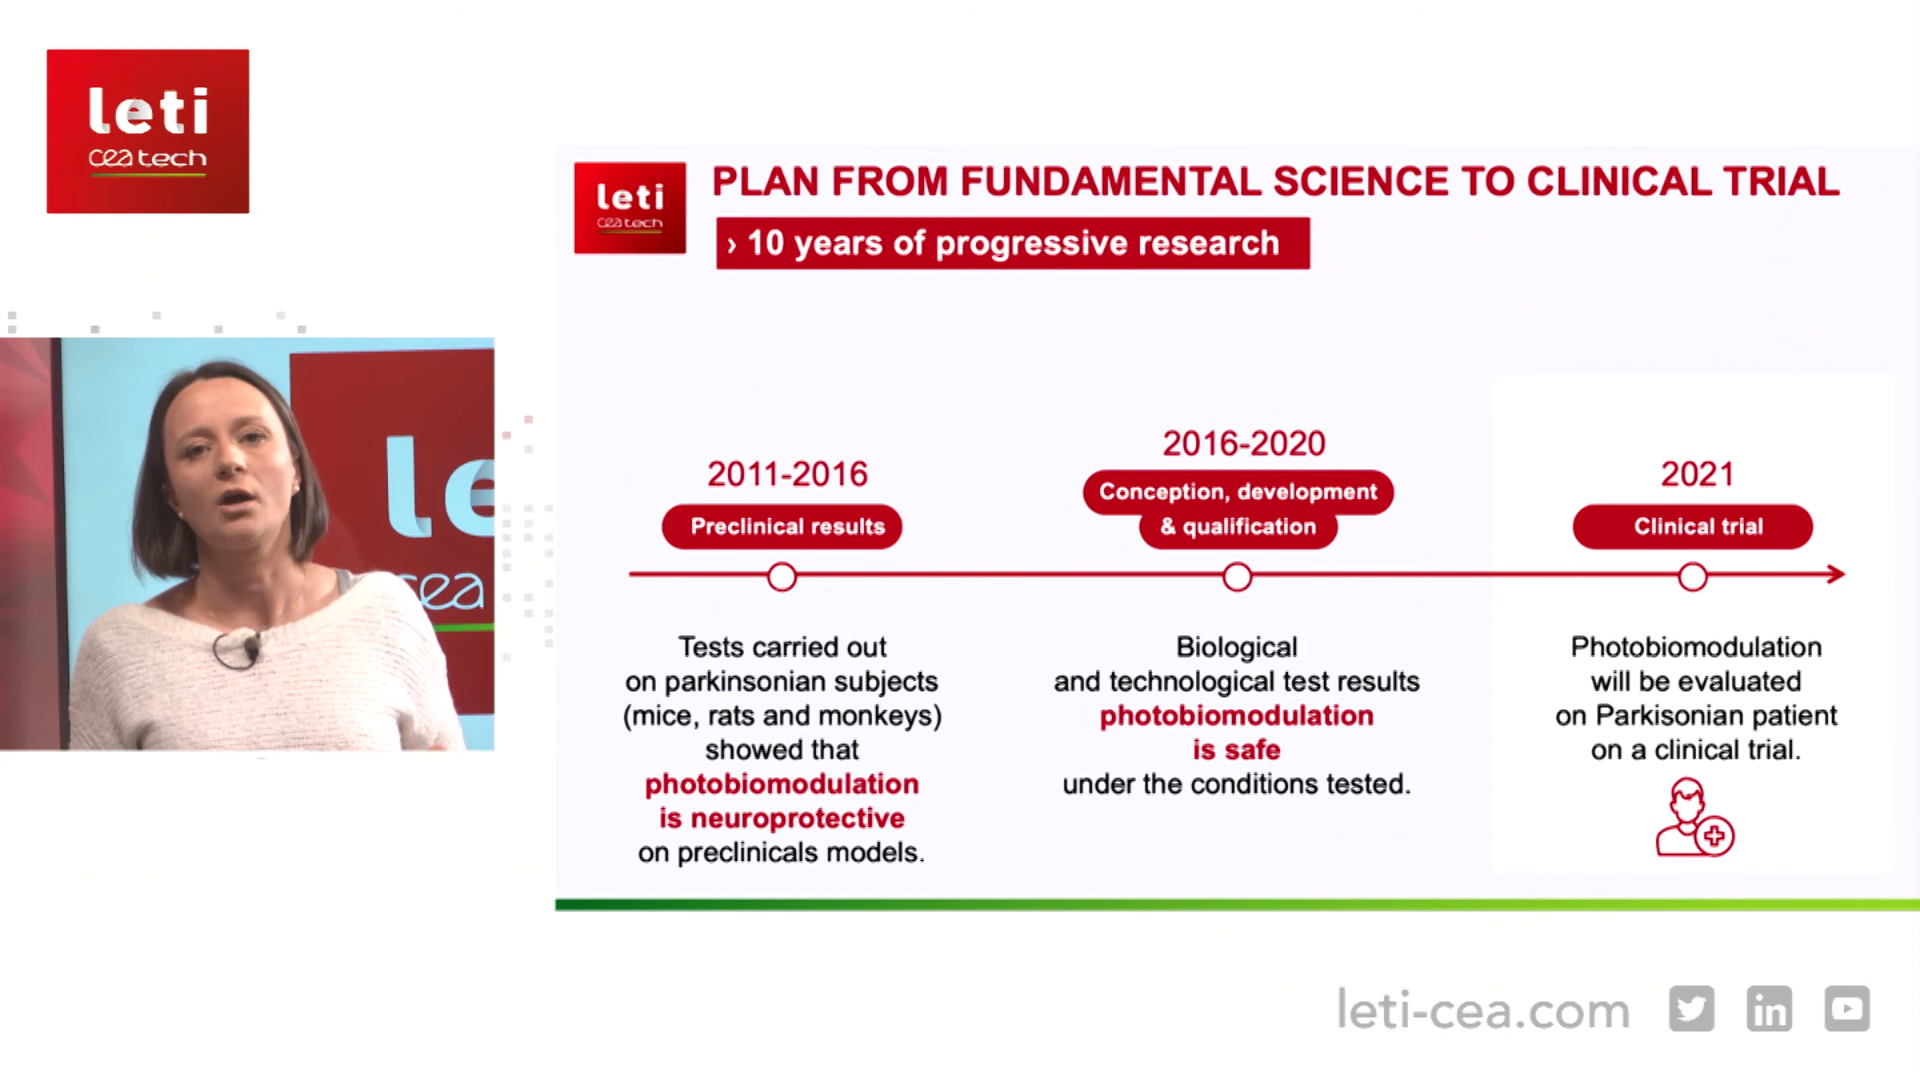 leti
cea tech
leti
cea tech
PLAN FROM FUNDAMENTAL SCIENCE TO CLINICAL TRIAL
› 10 years of progressive research
le
cea
2011-2016
Preclinical results
Tests carried out
on parkinsonian subjects
(mice, rats and monkeys)
showed that
photobiomodulation
is neuroprotective
on preclinicals models.
2016-2020
Conception, development
& qualification
Biological
and technological test results
photobiomodulation
is safe
under the conditions tested.
2021
Clinical trial
Photobiomodulation
will be evaluated
on Parkisonian patient
on a clinical trial.
leti-cea.com
in